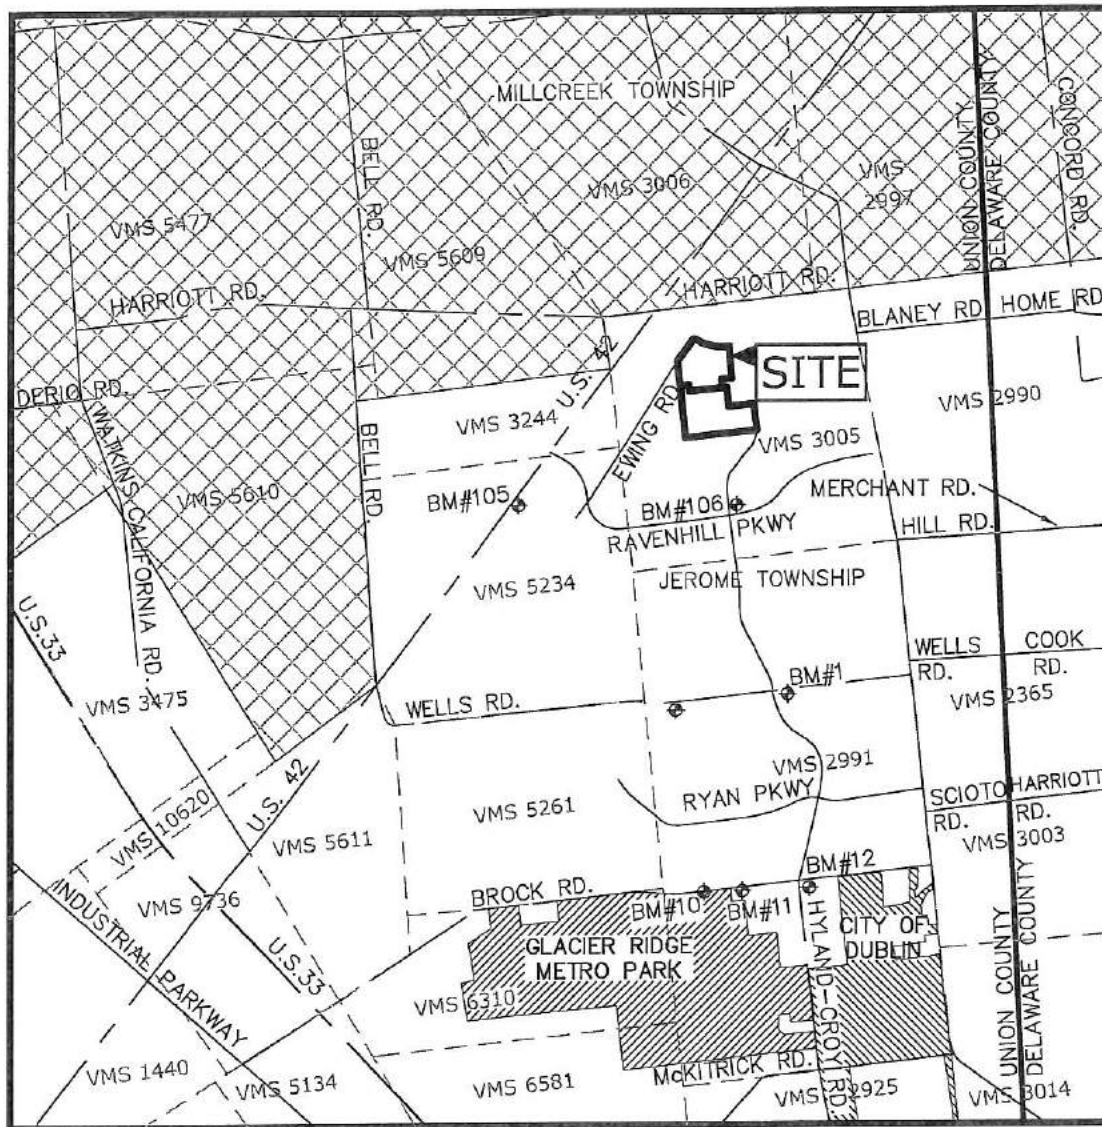 MILLCREEK TOWNSHIP
UNION COUNTY
DELAWARE COUNTY
CONCORD RD.
BELL RD.
VMS 3006
VMS
2997
VMS 5477
VMS 5609
HARRIOTT RD.
HARRIOTT RD.
BLANEY RD
HOME RD
U.S. 42
SITE
DERIO RD.
EWING RD.
VMS 2990
WATKINS-CALIFORNIA RD.
BELL RD.
VMS 3244
VMS 3005
VMS 5610
BM#105
BM#106
MERCHANT RD.
RAVENHILL PKWY
HILL RD.
JEROME TOWNSHIP
VMS 5234
U.S.33
WELLS
RD.
COOK
RD.
BM#1
VMS 2365
VMS 3475
WELLS RD.
VMS 2991
U.S. 42
RYAN PKWY
SCIOTO
RD.
HARRIOTT
RD.
VMS 10620
VMS 5261
VMS 5611
VMS 3003
BM#12
VMS 9736
BROCK RD.
BM#10
BM#11
INDUSTRIAL PARKWAY
GLACIER RIDGE
METRO PARK
CITY OF
DUBLIN
HYLAND-CROY RD.
U.S.33
UNION COUNTY
DELAWARE COUNTY
VMS 6310
McKITRICK RD.
VMS 1440
VMS 5134
VMS 6581
VMS 2925
VMS 3014